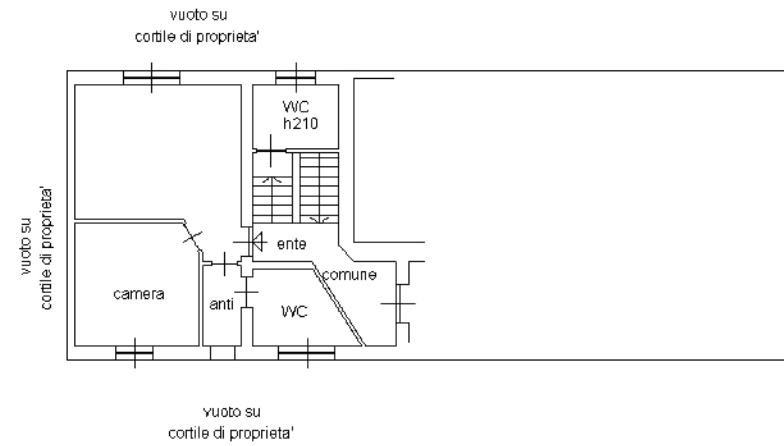 vuoto su
cortile di proprieta'
WC
h210
vuoto su
cortile di proprieta'
ente
comune
camera
anti
WC
vuoto su
cortile di proprieta'